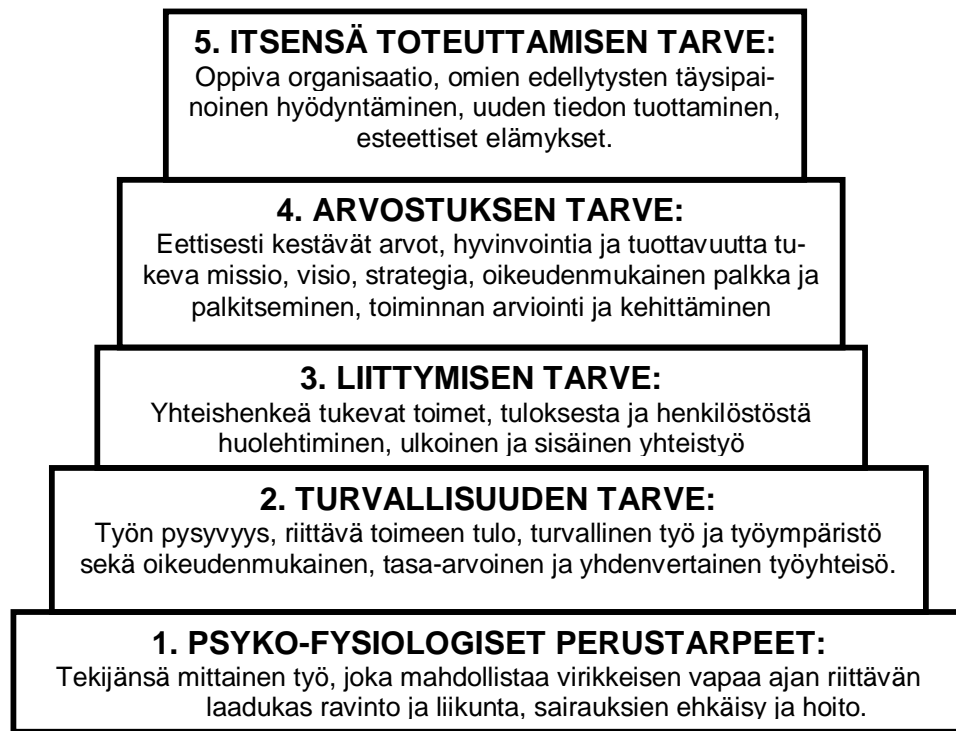 5. ITSENSÄ TOTEUTTAMISEN TARVE:
Oppiva organisaatio, omien edellytysten täysipai-
noinen hyödyntäminen, uuden tiedon tuottaminen,
esteettiset elämykset.
4. ARVOSTUKSEN TARVE:
Eettisesti kestävät arvot, hyvinvointia ja tuottavuutta tu-
keva missio, visio, strategia, oikeudenmukainen palkka ja
palkitseminen, toiminnan arviointi ja kehittäminen
3. LIITTYMISEN TARVE:
Yhteishenkeä tukevat toimet, tuloksesta ja henkilöstöstä
huolehtiminen, ulkoinen ja sisäinen yhteistyö
2. TURVALLISUUDEN TARVE:
Työn pysyvyys, riittävä toimeen tulo, turvallinen työ ja työympäristö
sekä oikeudenmukainen, tasa-arvoinen ja yhdenvertainen työyhteisö.
1. PSYKO-FYSIOLOGISET PERUSTARPEET:
Tekijänsä mittainen työ, joka mahdollistaa virikkeisen vapaa ajan riittävän
laadukas ravinto ja liikunta, sairauksien ehkäisy ja hoito.